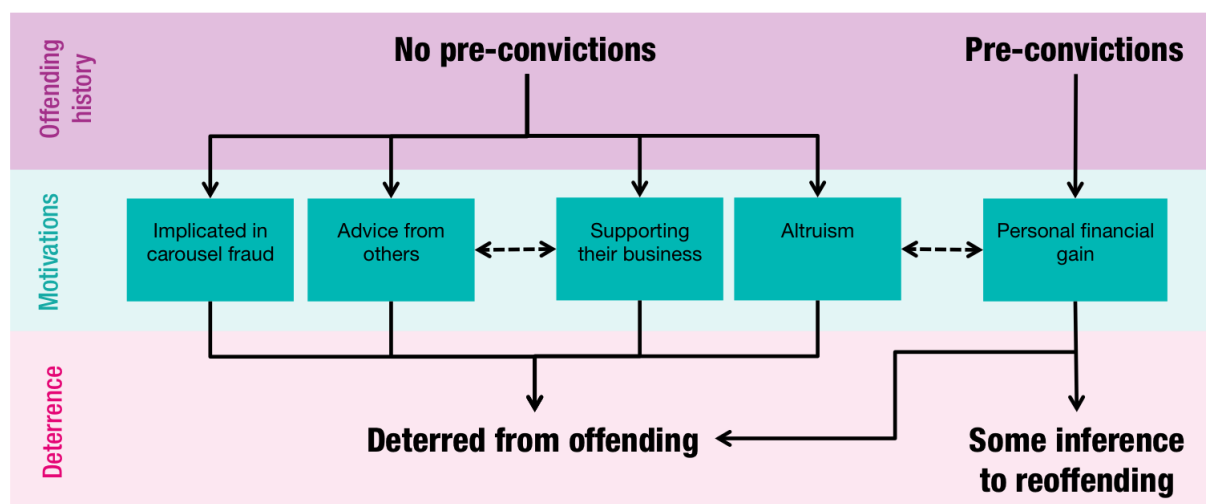 Offending
history
No pre-convictions
Pre-convictions
Motivations
Implicated in
carousel fraud
Advice from
others
Supporting
their business
Altruism
Personal financial
gain
Deterrence
Deterred from offending
Some inference
to reoffending